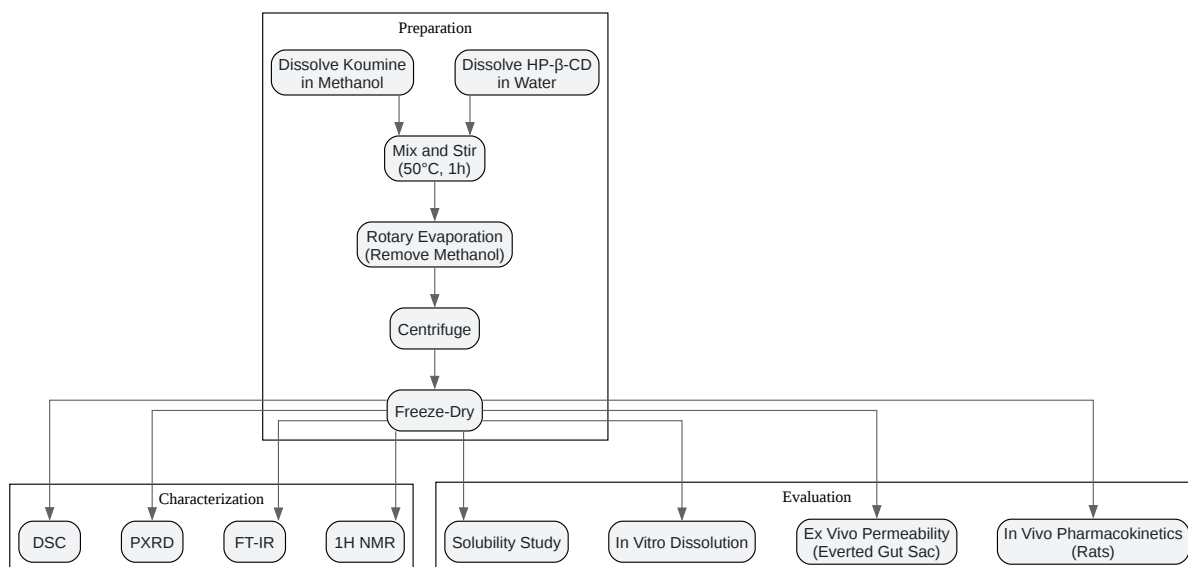 Preparation
Dissolve Koumine
in Methanol
Dissolve HP-β-CD
in Water
Mix and Stir
(50°C, 1h)
Rotary Evaporation
(Remove Methanol)
Centrifuge
Freeze-Dry
Characterization
DSC
PXRD
FT-IR
1H NMR
Evaluation
Solubility Study
In Vitro Dissolution
Ex Vivo Permeability
(Everted Gut Sac)
In Vivo Pharmacokinetics
(Rats)